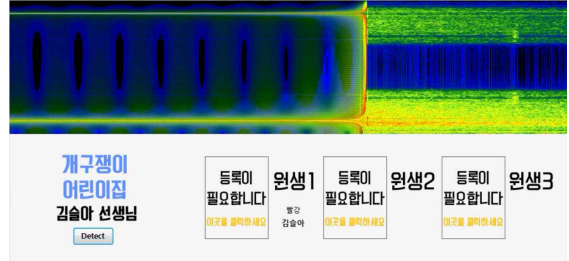 개구쟁이
어린이집
김슬아 선생님
Detect
등록이
필요합니다
이곳을 클릭하세요
원생1
빨강
김슬아
등록이
필요합니다
이곳을 클릭하세요
원생2
등록이
필요합니다
이곳을 클릭하세요
원생3